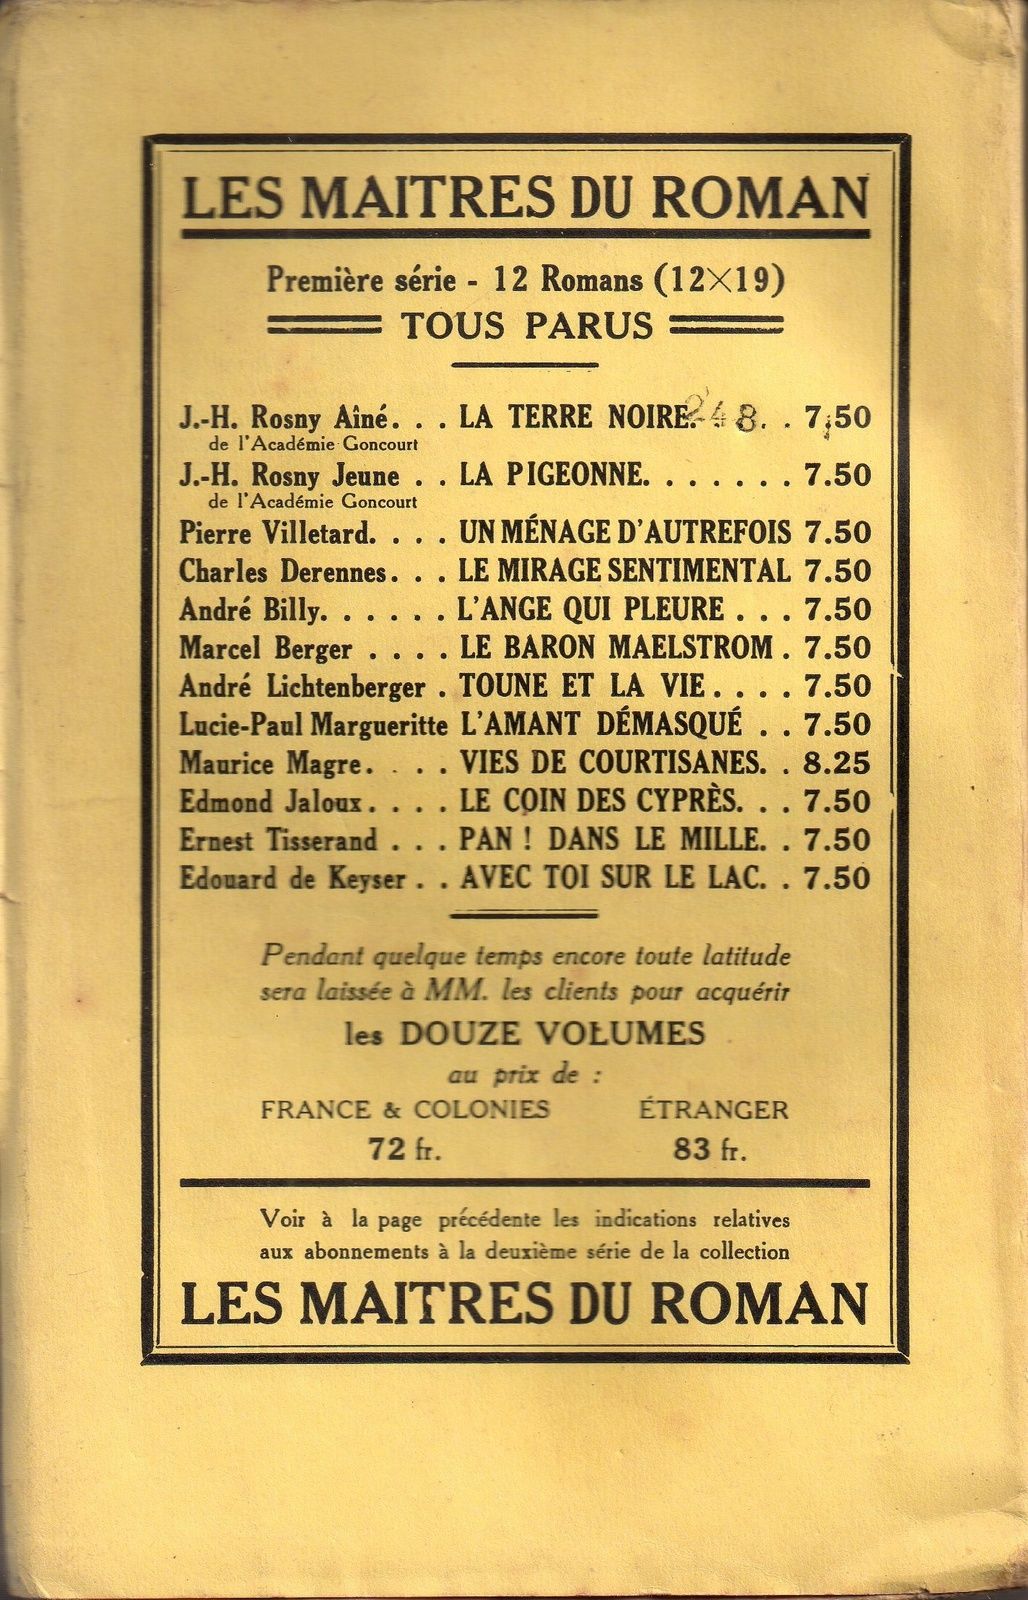 LES MAITRES DU ROMAN
Première série - 12 Romans (12×19)
TOUS PARUS
J.-H. Rosny Aîné. . . LA TERRE NOIRE. . . . 7.50
248
de l'Académie Goncourt
J.-H. Rosny Jeune . . LA PIGEONNE. . . . . . . 7.50
de l'Académie Goncourt
Pierre Villetard. . . . UN MÉNAGE D'AUTREFOIS 7.50
Charles Derennes. . . LE MIRAGE SENTIMENTAL 7.50
André Billy. . . . . . L'ANGE QUI PLEURE . . . 7.50
Marcel Berger . . . . LE BARON MAELSTROM . 7.50
André Lichtenberger . TOUNE ET LA VIE. . . . 7.50
Lucie-Paul Margueritte L'AMANT DÉMASQUÉ . . 7.50
Maurice Magre. . . . VIES DE COURTISANES. . 8.25
Edmond Jaloux. . . . LE COIN DES CYPRÈS. . . 7.50
Ernest Tisserand . . . PAN ! DANS LE MILLE. . 7.50
Edouard de Keyser . . AVEC TOI SUR LE LAC. . 7.50
Pendant quelque temps encore toute latitude
sera laissée à MM. les clients pour acquérir
les DOUZE VOLUMES
au prix de :
FRANCE & COLONIES ÉTRANGER
72 fr. 83 fr.
Voir à la page précédente les indications relatives
aux abonnements à la deuxième série de la collection
LES MAITRES DU ROMAN